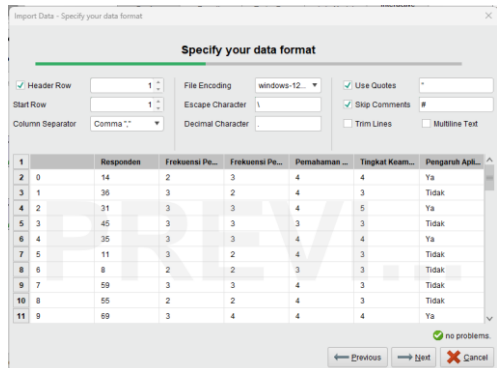 Import Data - Specify your data format
Specify your data format
Header Row 1 File Encoding windows-12... Use Quotes "
Start Row 1 Escape Character \ Skip Comments #
Column Separator Comma "," Decimal Character . Trim Lines Multiline Text
1 Responden Frekuensi Pe... Frekuensi Pe... Pemahaman ... Tingkat Keam... Pengaruh Apli...
2 0 14 2 3 4 4 Ya
3 1 36 3 2 4 3 Tidak
4 2 31 3 3 4 5 Ya
5 3 45 3 3 3 3 Tidak
6 4 35 3 3 4 4 Ya
7 5 11 3 2 4 3 Tidak
8 6 8 2 2 3 3 Tidak
9 7 59 3 3 4 3 Tidak
10 8 55 2 2 4 3 Tidak
11 9 69 3 4 4 4 Ya
PREVI...
no problems.
Previous Next Cancel